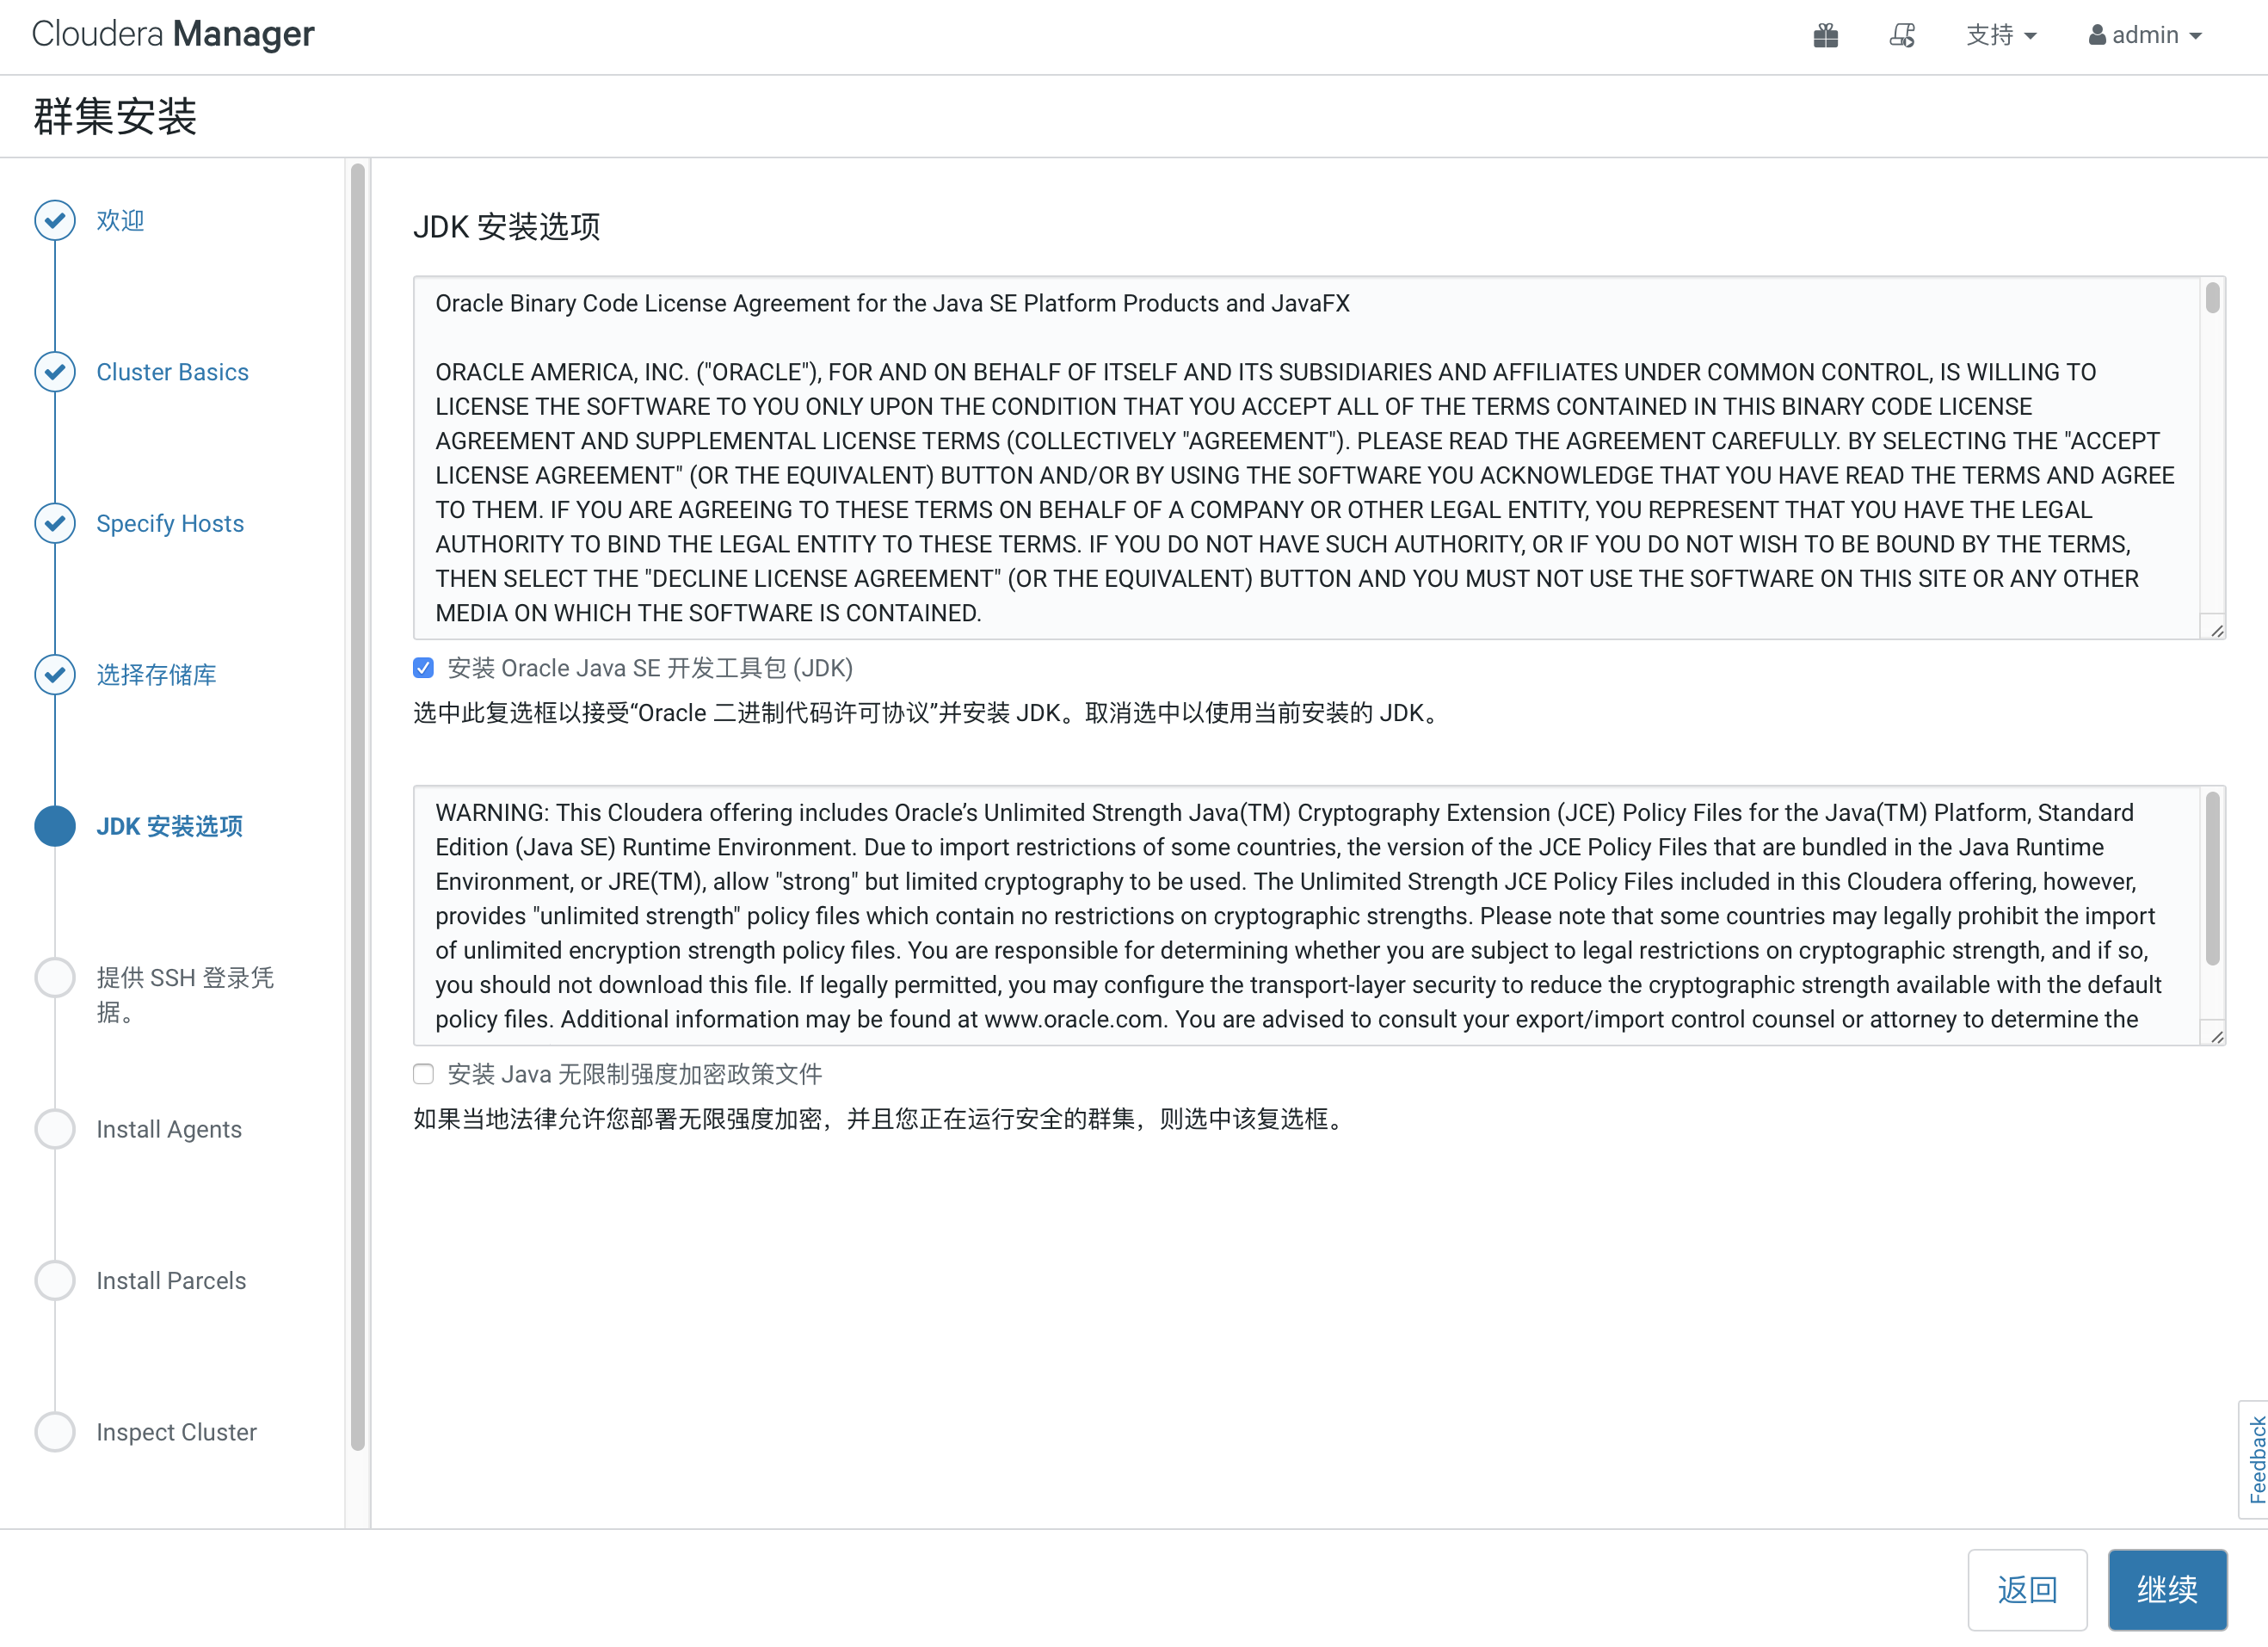 Cloudera Manager
支持
admin
群集安装
欢迎
Cluster Basics
Specify Hosts
选择存储库
JDK 安装选项
提供 SSH 登录凭
据。
Install Agents
Install Parcels
Inspect Cluster
JDK 安装选项
Oracle Binary Code License Agreement for the Java SE Platform Products and JavaFX
ORACLE AMERICA, INC. ("ORACLE"), FOR AND ON BEHALF OF ITSELF AND ITS SUBSIDIARIES AND AFFILIATES UNDER COMMON CONTROL, IS WILLING TO
LICENSE THE SOFTWARE TO YOU ONLY UPON THE CONDITION THAT YOU ACCEPT ALL OF THE TERMS CONTAINED IN THIS BINARY CODE LICENSE
AGREEMENT AND SUPPLEMENTAL LICENSE TERMS (COLLECTIVELY "AGREEMENT"). PLEASE READ THE AGREEMENT CAREFULLY. BY SELECTING THE "ACCEPT
LICENSE AGREEMENT" (OR THE EQUIVALENT) BUTTON AND/OR BY USING THE SOFTWARE YOU ACKNOWLEDGE THAT YOU HAVE READ THE TERMS AND AGREE
TO THEM. IF YOU ARE AGREEING TO THESE TERMS ON BEHALF OF A COMPANY OR OTHER LEGAL ENTITY, YOU REPRESENT THAT YOU HAVE THE LEGAL
AUTHORITY TO BIND THE LEGAL ENTITY TO THESE TERMS. IF YOU DO NOT HAVE SUCH AUTHORITY, OR IF YOU DO NOT WISH TO BE BOUND BY THE TERMS,
THEN SELECT THE "DECLINE LICENSE AGREEMENT" (OR THE EQUIVALENT) BUTTON AND YOU MUST NOT USE THE SOFTWARE ON THIS SITE OR ANY OTHER
MEDIA ON WHICH THE SOFTWARE IS CONTAINED.
安装 Oracle Java SE 开发工具包 (JDK)
选中此复选框以接受“Oracle 二进制代码许可协议”并安装 JDK。取消选中以使用当前安装的 JDK。
WARNING: This Cloudera offering includes Oracle’s Unlimited Strength Java(TM) Cryptography Extension (JCE) Policy Files for the Java(TM) Platform, Standard
Edition (Java SE) Runtime Environment. Due to import restrictions of some countries, the version of the JCE Policy Files that are bundled in the Java Runtime
Environment, or JRE(TM), allow "strong" but limited cryptography to be used. The Unlimited Strength JCE Policy Files included in this Cloudera offering, however,
provides "unlimited strength" policy files which contain no restrictions on cryptographic strengths. Please note that some countries may legally prohibit the import
of unlimited encryption strength policy files. You are responsible for determining whether you are subject to legal restrictions on cryptographic strength, and if so,
you should not download this file. If legally permitted, you may configure the transport-layer security to reduce the cryptographic strength available with the default
policy files. Additional information may be found at www.oracle.com. You are advised to consult your export/import control counsel or attorney to determine the
安装 Java 无限制强度加密政策文件
如果当地法律允许您部署无限强度加密，并且您正在运行安全的群集，则选中该复选框。
Feedback
返回
继续